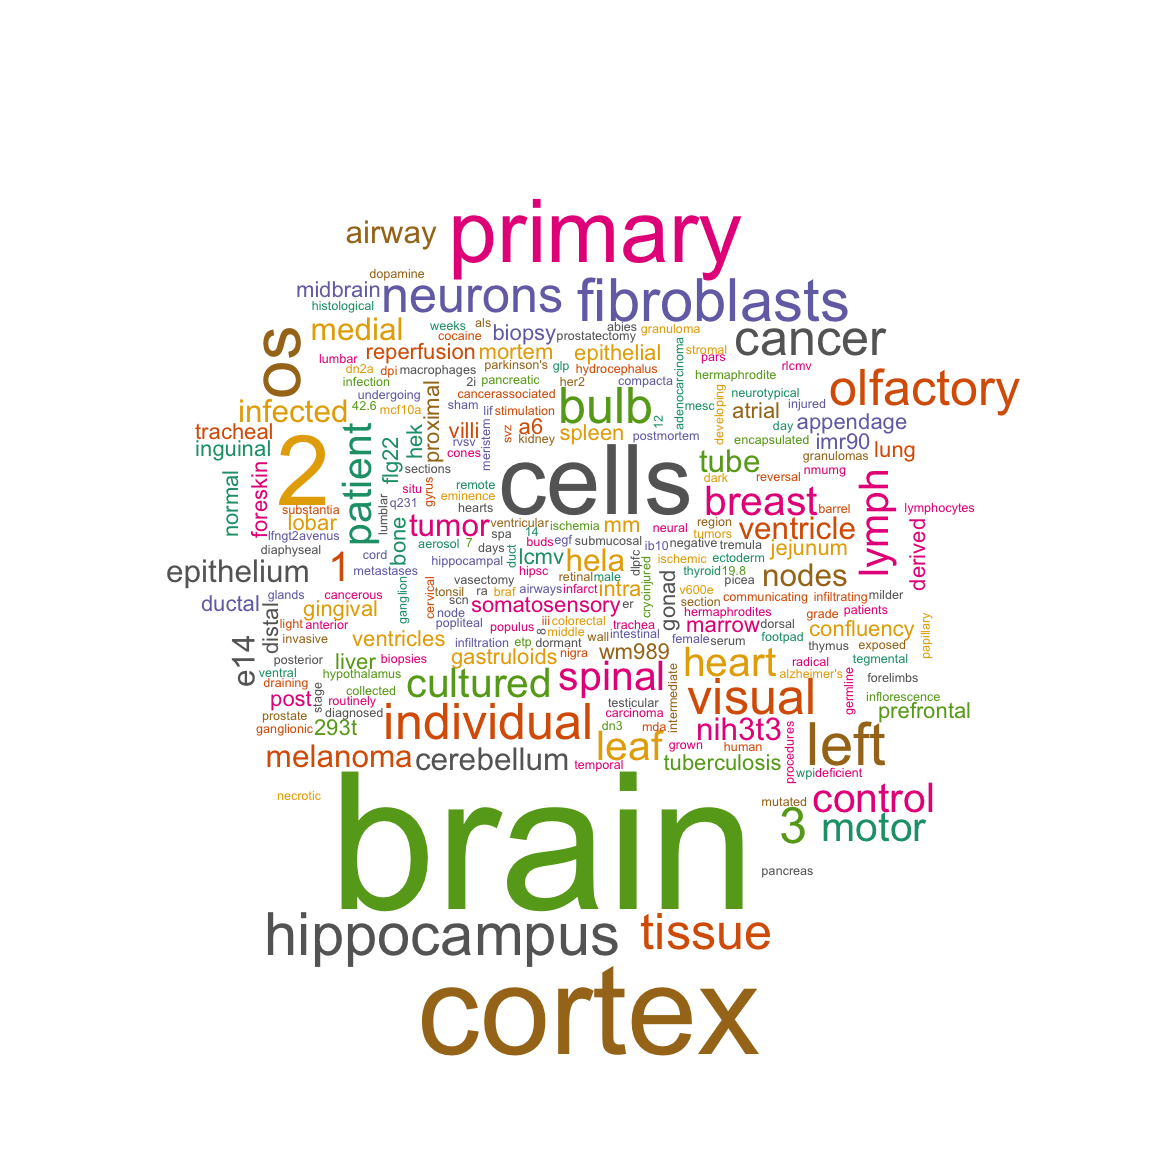 primary
airway
dopamine
midbrain
neurons
fibroblasts
histological
os
medial
weeks
als
cocaine
biopsy
abies
granuloma
prostatectomy
cancer
lumbar
reperfusion
mortem
epithelial
adenocarcinoma
stromal
pars
rlcmv
dn2a
dpi
macrophages
parkinson's
glp
hydrocephalus
hermaphrodite
olfactory
infection
2i
pancreatic
her2
compacta
undergoing
proximal
cancerassociated
bulb
mesc
developing
neurotypical
injured
infected
42.6
mcf10a
sham
lif
stimulation
12
atrial
day
appendage
tracheal
patient
hek
villi
svz
a6
spleen
postmortem
encapsulated
imr90
inguinal
2
flg22
rvsv
meristem
kidney
cells
tube
granulomas
lung
cones
normal
foreskin
sections
remote
dark
reversal
nmumg
lymph
situ
gyrus
eminence
q231
hearts
breast
barrel
lymphocytes
substantia
lobar
lumblar
tumor
ventricular
ischemia
mm
neural
region
tumors
ventricle
derived
lfngt2avenus
bone
spa
14
buds
egf
submucosal
ib10
negative
tremula
jejunum
diaphyseal
aerosol
7
days
duct
lcmv
hela
dlpfc
ischemic
ectoderm
epithelium
1
cord
metastases
hippocampal
hipsc
retinal
male
cryoinjured
gonad
thyroid
19.8
picea
nodes
vasectomy
glands
cancerous
ganglion
cervical
tonsil
ra
braf
airways
infarct
intra
v600e
section
communicating
infiltrating
milder
ductal
distal
gingival
scn
node
somatosensory
er
hermaphrodites
grade
patients
light
anterior
popliteal
populus
iii
colorectal
trachea
marrow
dorsal
confluency
papillary
e14
invasive
ventricles
infiltration
etp
8
middle
dormant
wall
intestinal
female
serum
footpad
thymus
exposed
posterior
liver
biopsies
gastruloids
nigra
wm989
heart
radical
tegmental
ventral
hypothalamus
cultured
spinal
intermediate
alzheimer's
forelimbs
draining
stage
collected
post
routinely
testicular
visual
germline
inflorescence
prostate
diagnosed
individual
carcinoma
prefrontal
ganglionic
293t
dn3
mda
nih3t3
left
melanoma
cerebellum
leaf
grown
human
procedures
temporal
tuberculosis
wpi
deficient
necrotic
brain
mutated
control
3
motor
pancreas
hippocampus
tissue
cortex